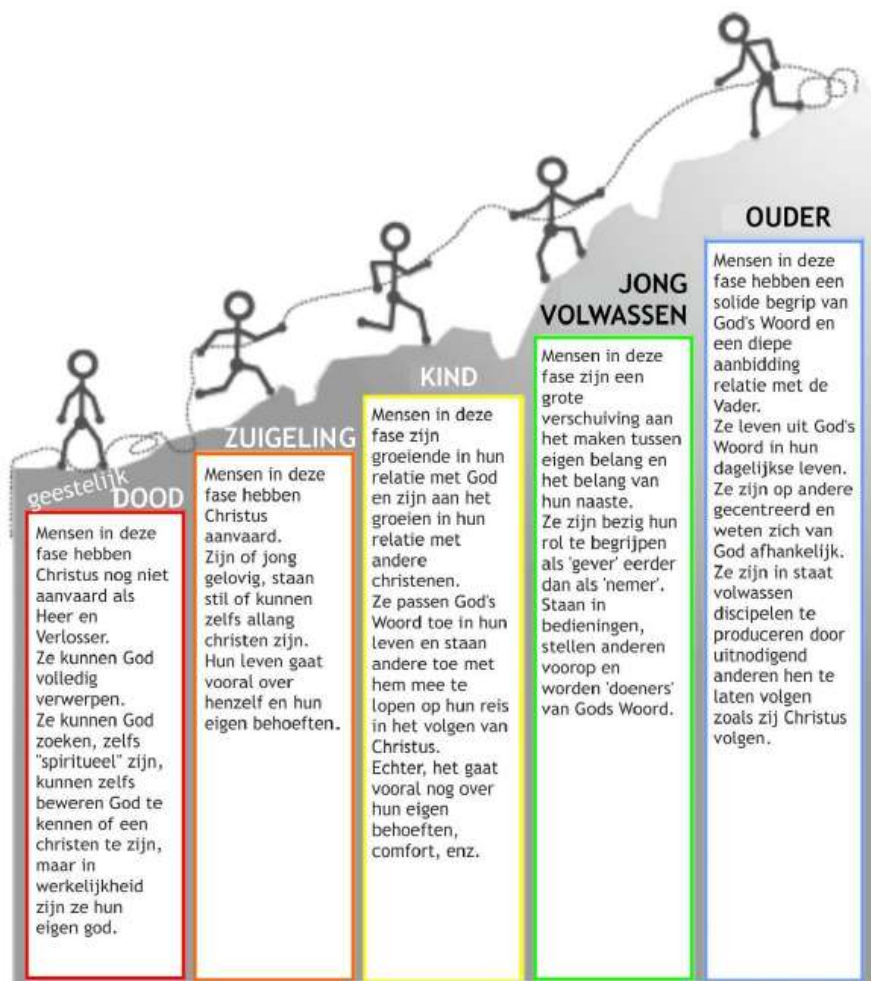 geestelijk
DOOD
Mensen in deze
fase hebben
Christus nog niet
aanvaard als
Heer en
Verlosser.
Ze kunnen God
volledig
verwerpen.
Ze kunnen God
zoeken, zelfs
"spiritueel" zijn,
kunnen zelfs
beweren God te
kennen of een
christen te zijn,
maar in
werkelijkheid
zijn ze hun
eigen god.
ZUIGELING
Mensen in deze
fase hebben
Christus
aanvaard.
Zijn of jong
gelovig, staan
stil of kunnen
zelfs allang
christen zijn.
Hun leven gaat
vooral over
henzelf en hun
eigen behoeften.
KIND
Mensen in deze
fase zijn
groeiende in hun
relatie met God
en zijn aan het
groeien in hun
relatie met
andere
christenen.
Ze passen God's
Woord toe in hun
leven en staan
andere toe met
hem mee te
lopen op hun reis
in het volgen van
Christus.
Echter, het gaat
vooral nog over
hun eigen
behoeften,
comfort, enz.
JONG
VOLWASSEN
Mensen in deze
fase zijn een
grote
verschuiving aan
het maken tussen
eigen belang en
het belang van
hun naaste.
Ze zijn bezig hun
rol te begrijpen
als 'gever' eerder
dan als 'nemer'.
Staan in
bedieningen,
stellen anderen
voorop en
worden 'doeners'
van Gods Woord.
OUDER
Mensen in deze
fase hebben een
solide begrip van
God's Woord en
een diepe
aanbidding
relatie met de
Vader.
Ze leven uit God's
Woord in hun
dagelijkse leven.
Ze zijn op andere
gecentreerd en
weten zich van
God afhankelijk.
Ze zijn in staat
volwassen
discipelen te
produceren door
uitnodigend
anderen hen te
laten volgen
zoals zij Christus
volgen.